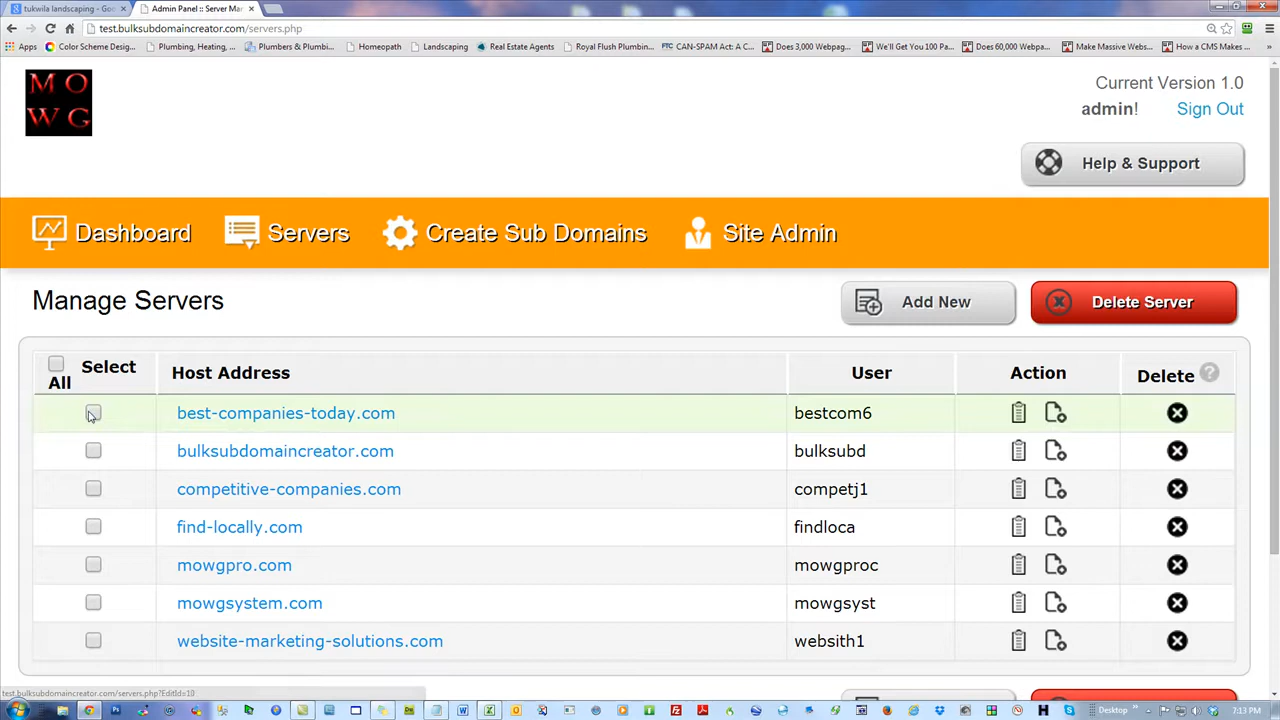 tukwila landscaping - Go
Admin Panel :: Server Ma
test.bulksubdomaincreator.com/servers.php
Apps
Color Scheme Desig...
Plumbing, Heating, ...
Plumbers & Plumbi...
Homeopath
Landscaping
Real Estate Agents
Royal Flush Plumbin...
FTC CAN-SPAM Act: A C...
Does 3,000 Webpag...
We'll Get You 100 Pa...
Does 60,000 Webpa...
Make Massive Webs...
How a CMS Makes ...
M O
W G
Current Version 1.0
admin! Sign Out
Help & Support
Dashboard
Servers
Create Sub Domains
Site Admin
Manage Servers
Add New
Delete Server
Select All
Host Address
User
Action
Delete ?
best-companies-today.com bestcom6
bulksubdomaincreator.com bulksubd
competitive-companies.com competj1
find-locally.com findloca
mowgpro.com mowgproc
mowgsystem.com mowgsyst
website-marketing-solutions.com websith1
test.bulksubdomaincreator.com/servers.php?EditId=10
Desktop
7:13 PM